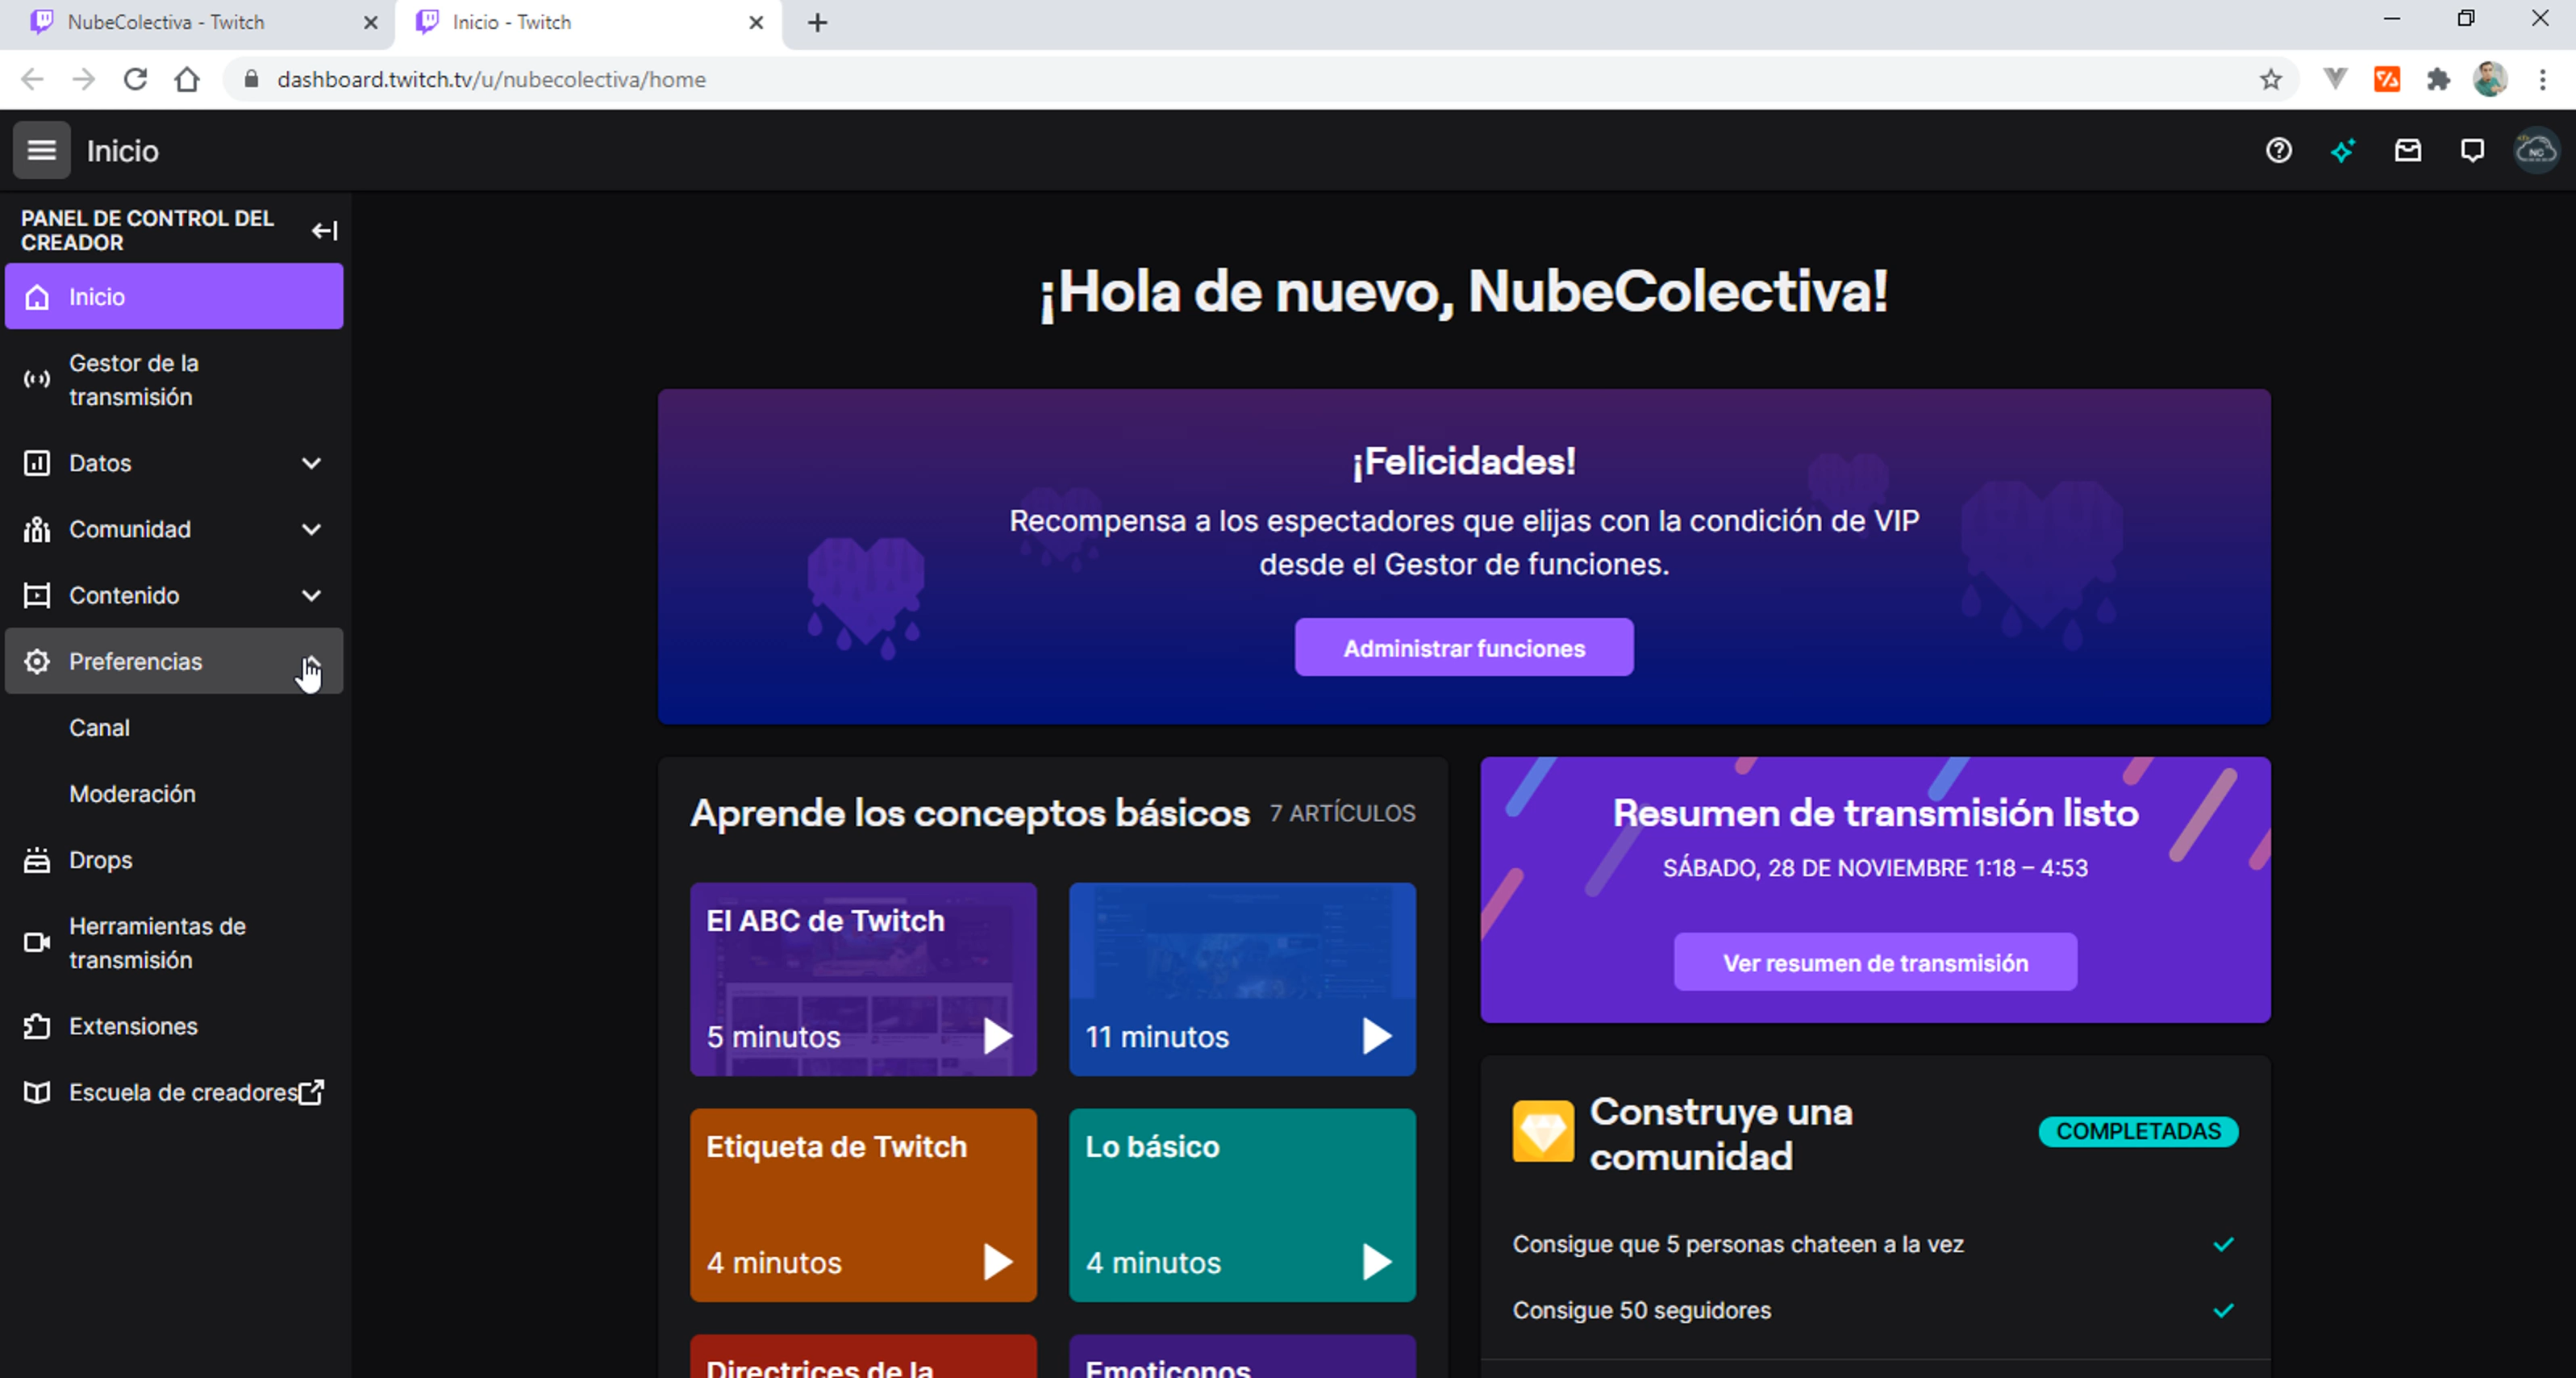 NubeColectiva - Twitch
Inicio - Twitch
dashboard.twitch.tv/u/nubecolectiva/home
Inicio
NC
PANEL DE CONTROL DEL
CREADOR
Inicio
Gestor de la
transmisión
Datos
Comunidad
Contenido
Preferencias
Canal
Moderación
Drops
Herramientas de
transmisión
Extensiones
Escuela de creadores
¡Hola de nuevo, NubeColectiva!
¡Felicidades!
Recompensa a los espectadores que elijas con la condición de VIP
desde el Gestor de funciones.
Administrar funciones
Aprende los conceptos básicos 7 ARTÍCULOS
El ABC de Twitch
5 minutos
11 minutos
Etiqueta de Twitch
4 minutos
Lo básico
4 minutos
Directrices de la
Emoticonos
Resumen de transmisión listo
SÁBADO, 28 DE NOVIEMBRE 1:18 – 4:53
Ver resumen de transmisión
Construye una
comunidad
COMPLETADAS
Consigue que 5 personas chateen a la vez
Consigue 50 seguidores